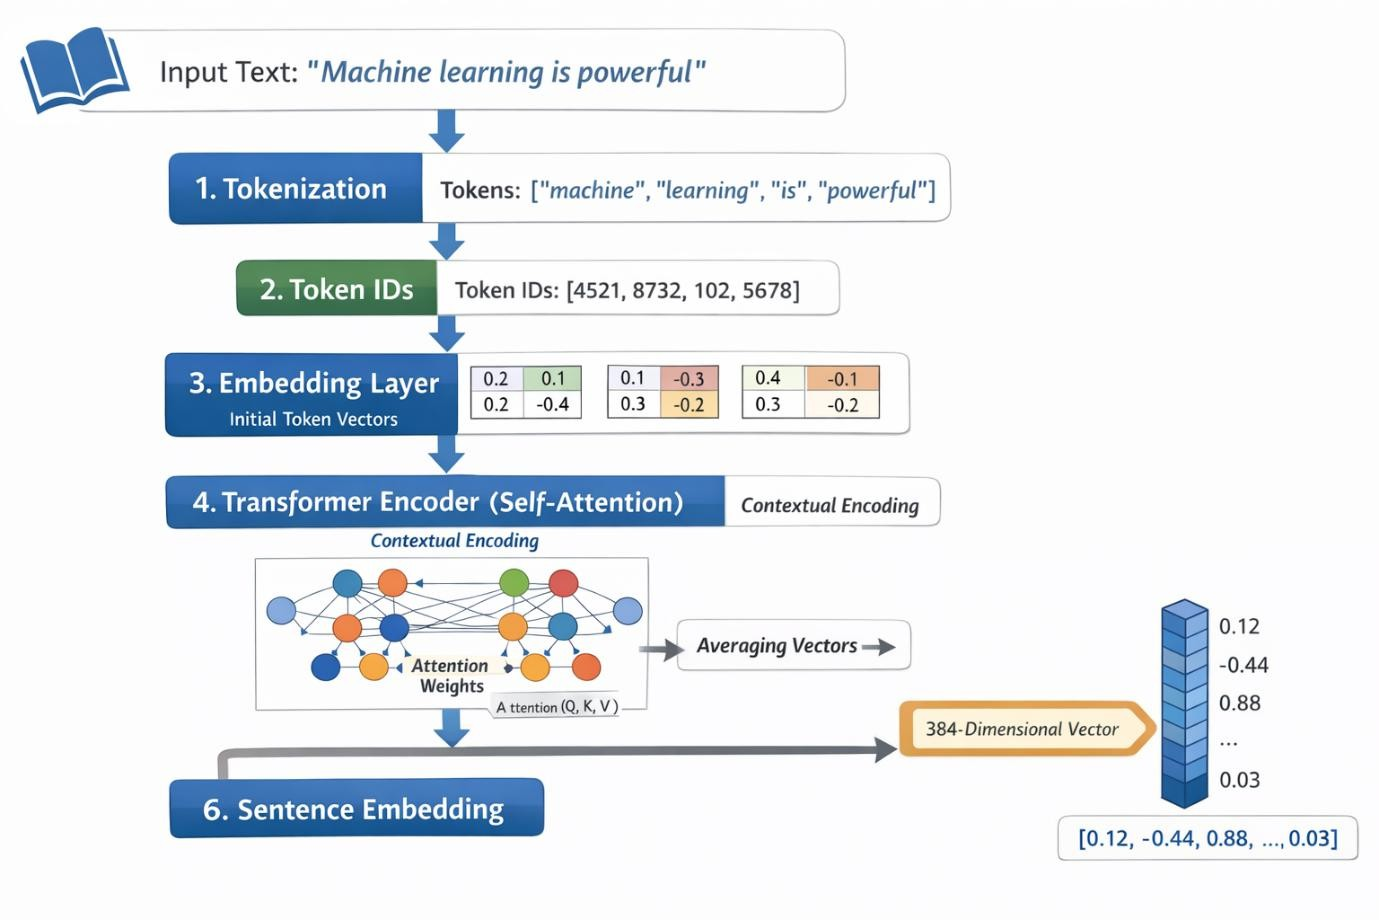 Input Text: "Machine learning is powerful"
1. Tokenization
Tokens: ["machine", "learning", "is", "powerful"]
2. Token IDs
Token IDs: [4521, 8732, 102, 5678]
3. Embedding Layer
Initial Token Vectors
0.2 0.1
0.2 -0.4
0.1 -0.3
0.3 -0.2
0.4 -0.1
0.3 -0.2
4. Transformer Encoder (Self-Attention)
Contextual Encoding
Contextual Encoding
Attention
Weights
A ttention (Q, K, V )
Averaging Vectors
6. Sentence Embedding
384-Dimensional Vector
0.12
-0.44
0.88
...
0.03
[0.12, -0.44, 0.88, ..., 0.03]